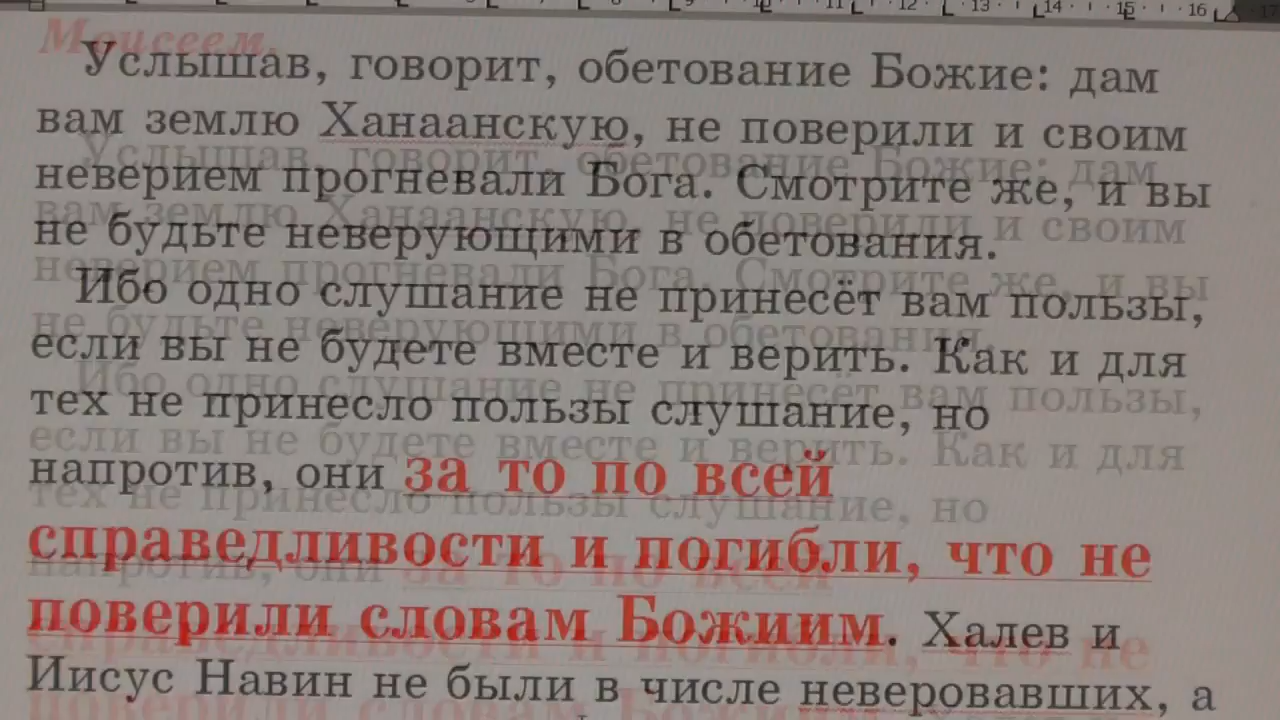 Моисеем.
Услышав, говорит, обетование Божие: дам
вам землю Ханаанскую, не поверили и своим
неверием прогневали Бога. Смотрите же, и вы
не будьте неверующими в обетования.
Ибо одно слушание не принесёт вам пользы,
если вы не будете вместе и верить. Как и для
тех не принесло пользы слушание, но
напротив, они за то по всей
справедливости и погибли, что не
поверили словам Божиим. Халев и
Иисус Навин не были в числе неверовавших, а